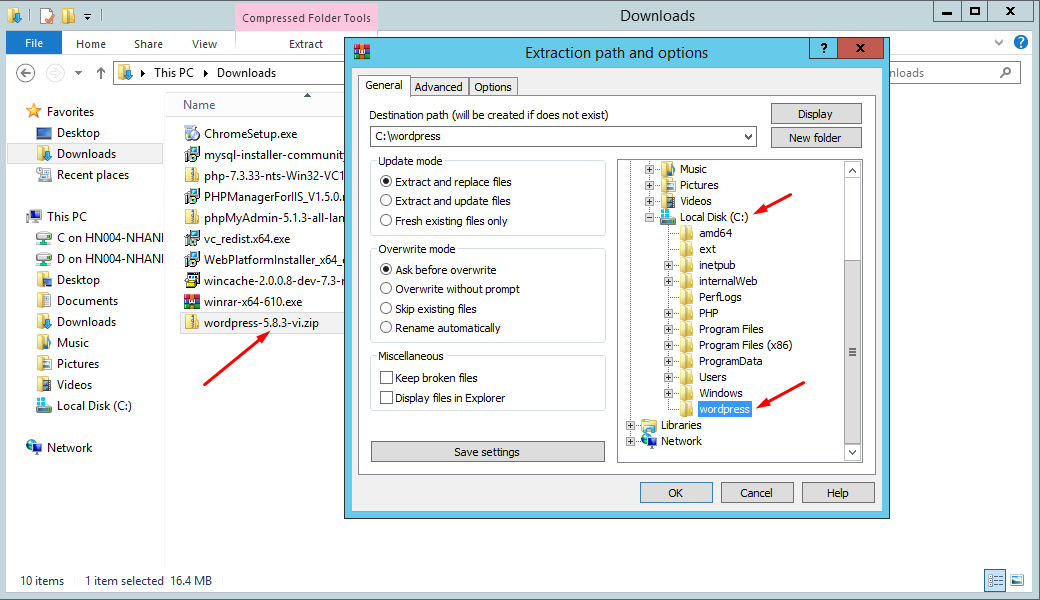 Compressed Folder Tools
Downloads
File
Home
Share
View
Extract
This PC
Downloads
nloads
Favorites
Desktop
Downloads
Recent places
This PC
C on HN004-NHANI
D on HN004-NHANI
Desktop
Documents
Downloads
Music
Pictures
Videos
Local Disk (C:)
Network
Name
ChromeSetup.exe
mysql-installer-community
php-7.3.33-nts-Win32-VC1
PHPManagerForIIS_V1.5.0.r
phpMyAdmin-5.1.3-all-lan
vc_redist.x64.exe
WebPlatformInstaller_x64_e
wincache-2.0.0.8-dev-7.3-n
winrar-x64-610.exe
wordpress-5.8.3-vi.zip
Extraction path and options
?
General
Advanced
Options
Destination path (will be created if does not exist)
C:\wordpress
Display
New folder
Update mode
Extract and replace files
Extract and update files
Fresh existing files only
Overwrite mode
Ask before overwrite
Overwrite without prompt
Skip existing files
Rename automatically
Miscellaneous
Keep broken files
Display files in Explorer
Save settings
Music
Pictures
Videos
Local Disk (C:)
amd64
ext
inetpub
internalWeb
PerfLogs
PHP
Program Files
Program Files (x86)
ProgramData
Users
Windows
wordpress
Libraries
Network
OK
Cancel
Help
10 items
1 item selected 16.4 MB